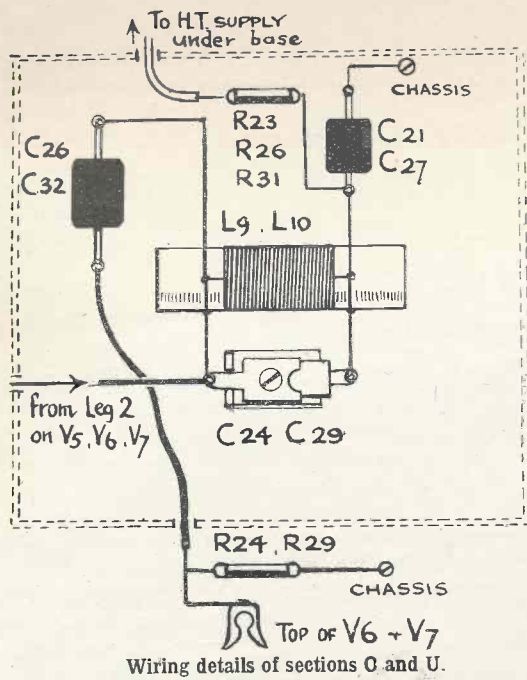 To H.T. SUPPLY
under base
CHASSIS
R23
R26
R31
C21
C27
C26
C32
L9, L10
from Leg 2
on V5, V6, V7
C24 C29
R24, R29
CHASSIS
TOP OF V6 + V7
Wiring details of sections O and U.